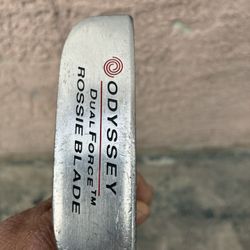 ODYSSEY
DUAL FORCE™
ROSSIE BLADE